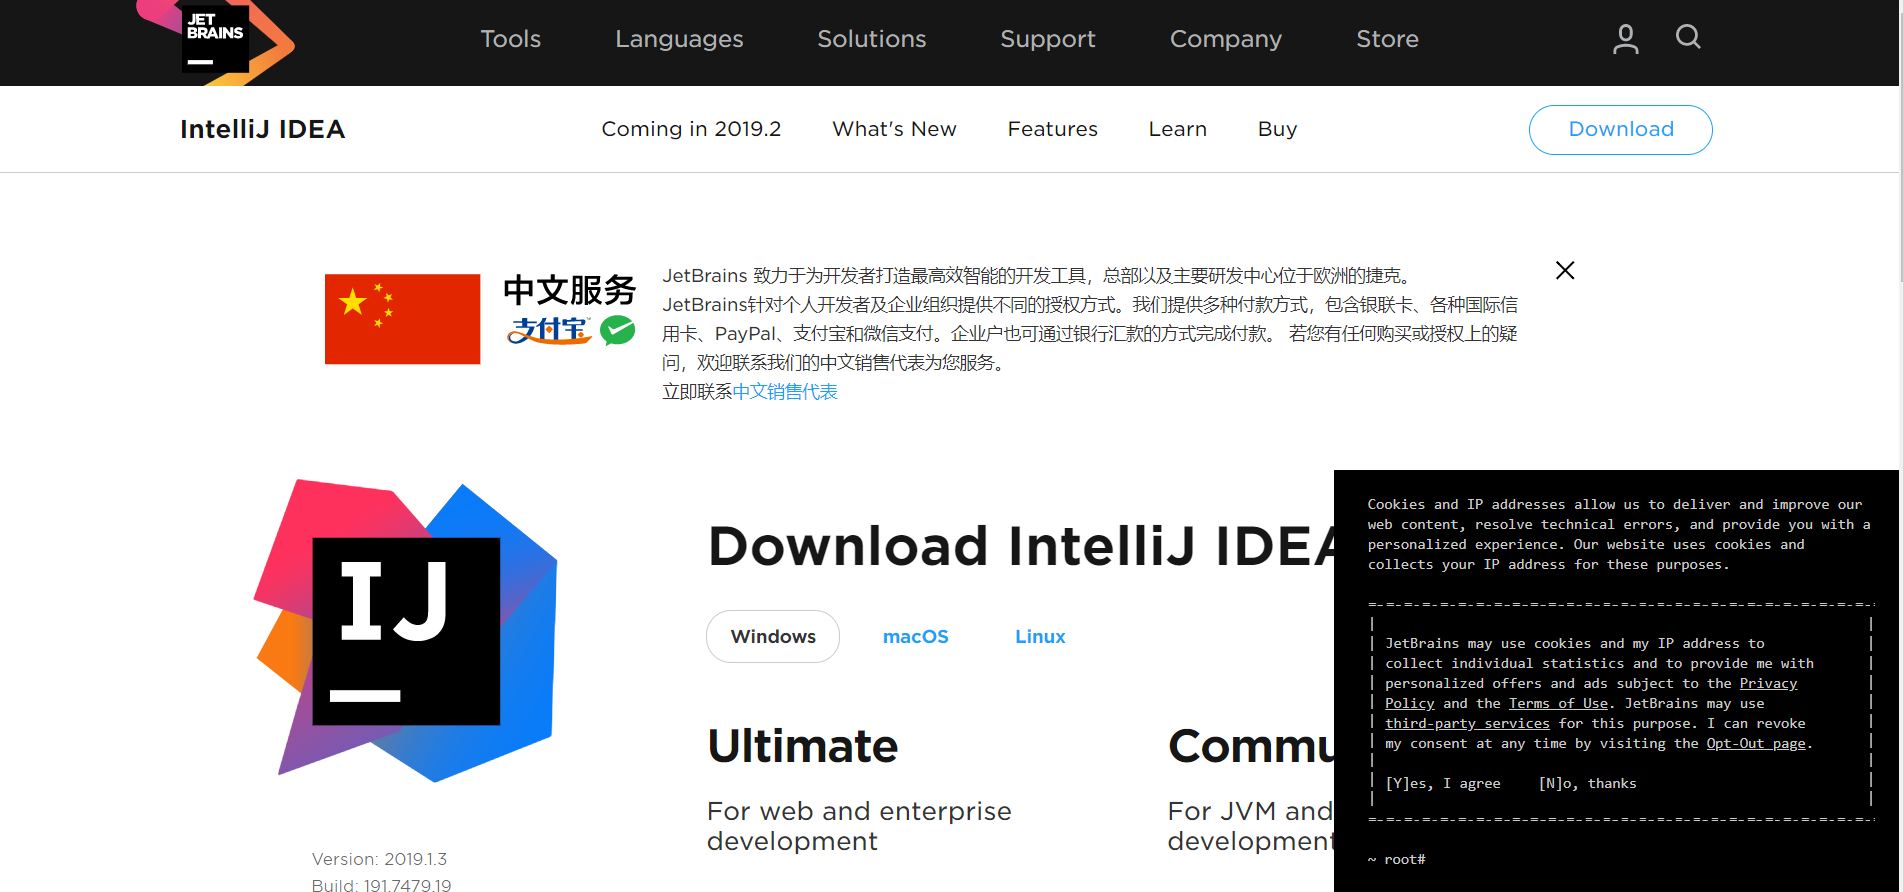 JET
BRAINS
Tools
Languages
Solutions
Support
Company
Store
IntelliJ IDEA
Coming in 2019.2
What's New
Features
Learn
Buy
Download
中文服务
支付宝
JetBrains 致力于为开发者打造最高效智能的开发工具，总部以及主要研发中心位于欧洲的捷克。
JetBrains针对个人开发者及企业组织提供不同的授权方式。我们提供多种付款方式，包含银联卡、各种国际信
用卡、PayPal、支付宝和微信支付。企业户也可通过银行汇款的方式完成付款。 若您有任何购买或授权上的疑
问，欢迎联系我们的中文销售代表为您服务。
立即联系中文销售代表
IJ
Version: 2019.1.3
Build: 191.7479.19
Download IntelliJ IDEA
Windows
macOS
Linux
Ultimate
For web and enterprise
development
Commu
For JVM and
development
Cookies and IP addresses allow us to deliver and improve our
web content, resolve technical errors, and provide you with a
personalized experience. Our website uses cookies and
collects your IP address for these purposes.
JetBrains may use cookies and my IP address to
collect individual statistics and to provide me with
personalized offers and ads subject to the Privacy
Policy and the Terms of Use. JetBrains may use
third-party services for this purpose. I can revoke
my consent at any time by visiting the Opt-Out page.
[Y]es, I agree
[N]o, thanks
~ root#